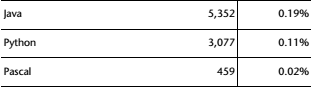 Java 5,352 0.19%
Python 3,077 0.11%
Pascal 459 0.02%